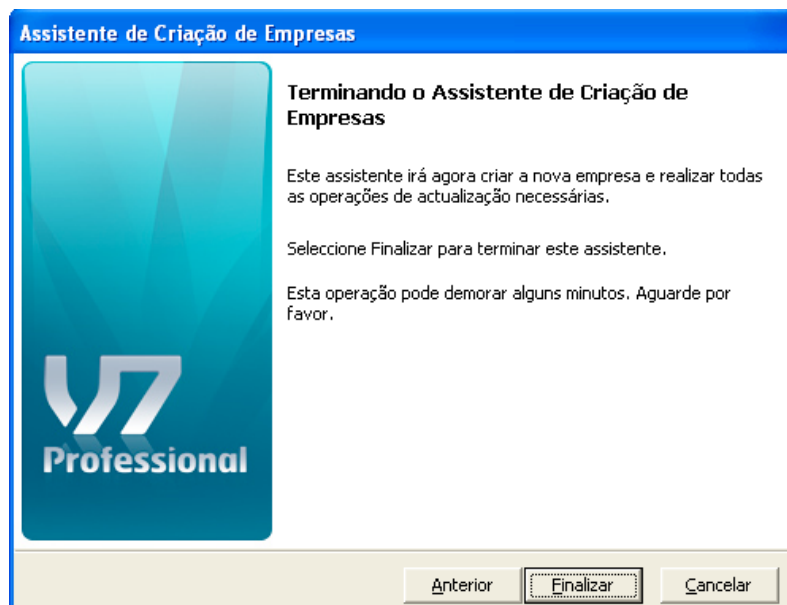 Assistente de Criação de Empresas
Terminando o Assistente de Criação de
Empresas
Este assistente irá agora criar a nova empresa e realizar todas
as operações de actualização necessárias.
Seleccione Finalizar para terminar este assistente.
Esta operação pode demorar alguns minutos. Aguarde por
favor.
V7
Professional
Anterior
Finalizar
Cancelar